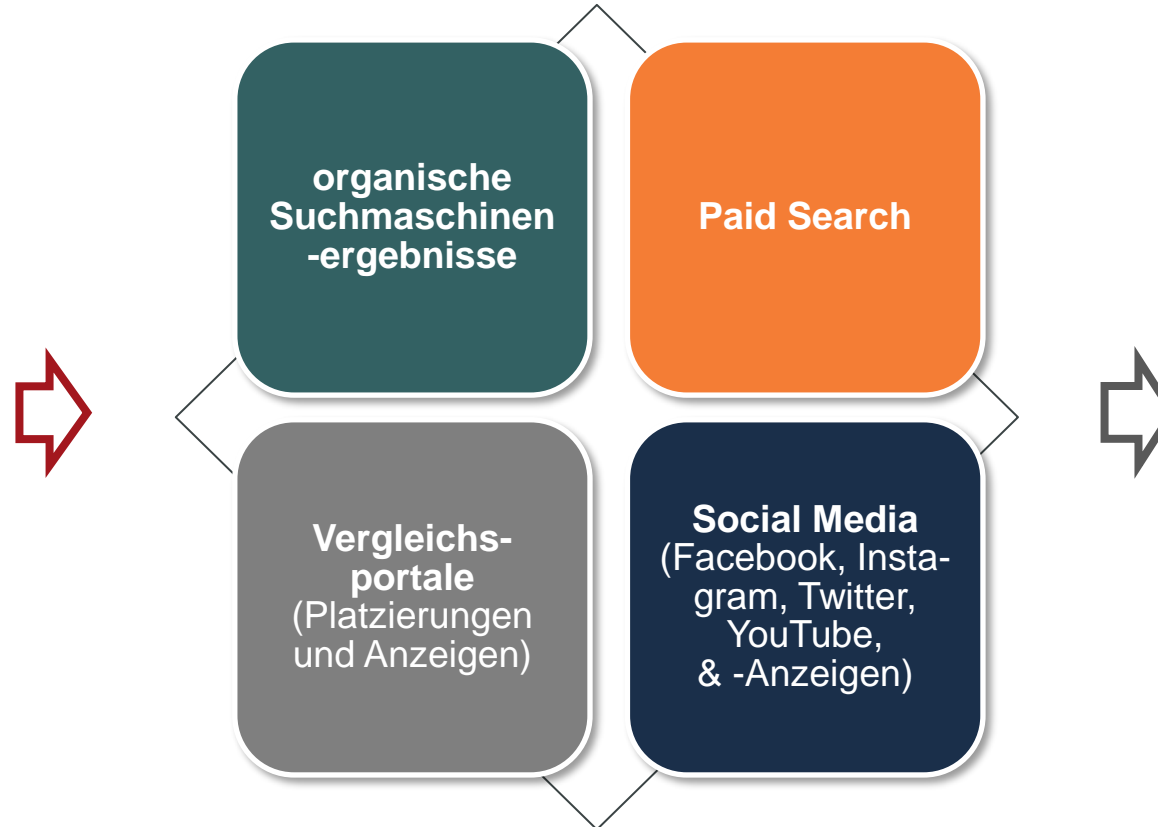 organische
Suchmaschinen
-ergebnisse
Paid Search
Vergleichs-
portale
(Platzierungen
und Anzeigen)
Social Media
(Facebook, Insta-
gram, Twitter,
YouTube,
& -Anzeigen)